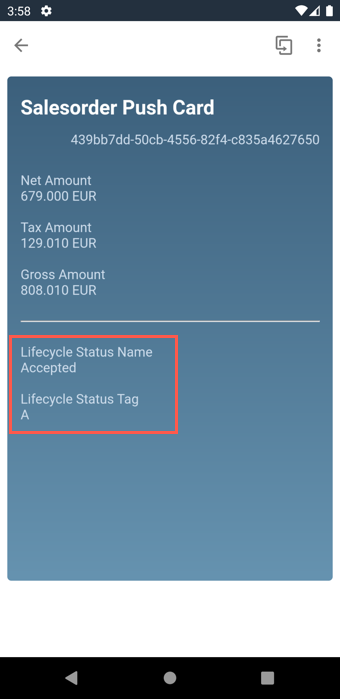 3:58
Salesorder Push Card
439bb7dd-50cb-4556-82f4-c835a4627650
Net Amount
679.000 EUR
Tax Amount
129.010 EUR
Gross Amount
808.010 EUR
Lifecycle Status Name
Accepted
Lifecycle Status Tag
A